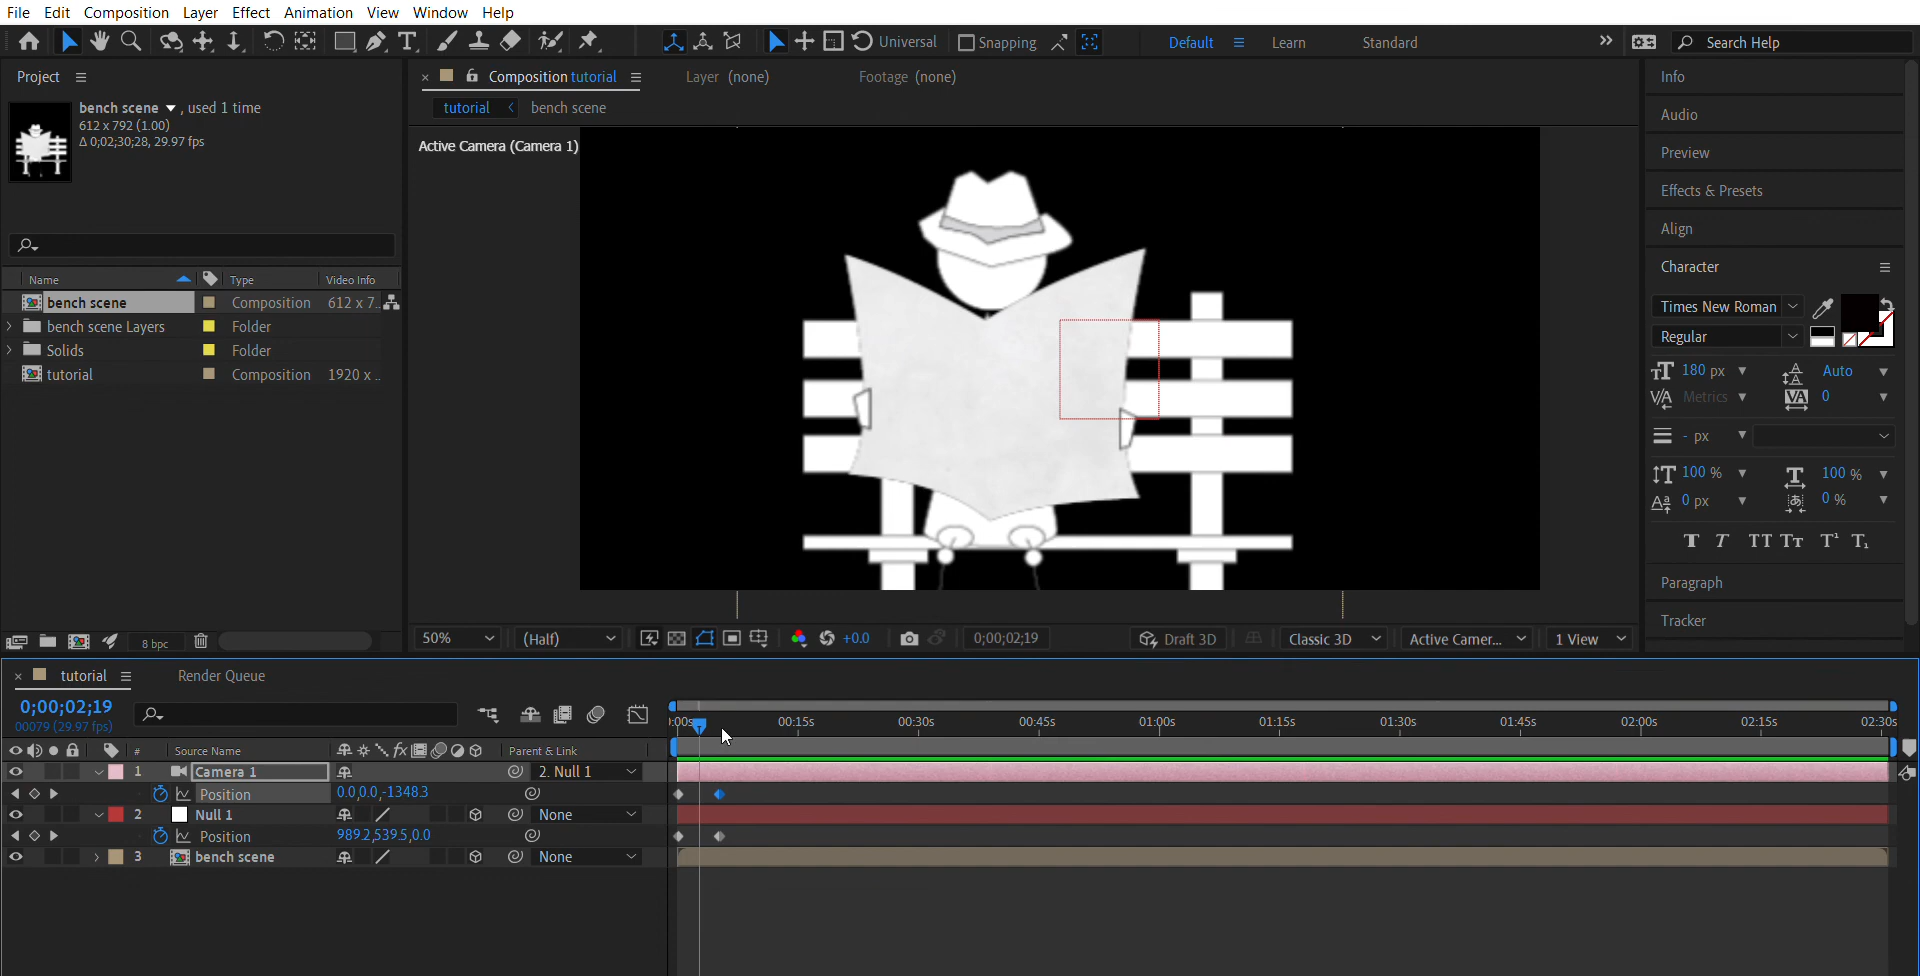 File Edit Composition Layer Effect Animation View Window Help
Universal Snapping Default Learn Standard Search Help
Project
bench scene , used 1 time
612 x 792 (1.00)
Δ 0;02;30;28, 29.97 fps
Name Type Video Info
bench scene Composition 612 x 7..
bench scene Layers Folder
Solids Folder
tutorial Composition 1920 x ..
8 bpc
Composition tutorial Layer (none) Footage (none)
tutorial bench scene
Active Camera (Camera 1)
50% (Half) +0.0 0;00;02;19 Draft 3D Classic 3D Active Camer... 1 View
Info
Audio
Preview
Effects & Presets
Align
Character
Times New Roman
Regular
180 px Auto
Metrics 0
- px
100 % 100 %
0 px 0 %
T T TT Tт T¹ T₁
Paragraph
Tracker
tutorial Render Queue
0;00;02;19
00079 (29.97 fps)
):00s 00:15s 00:30s 00:45s 01:00s 01:15s 01:30s 01:45s 02:00s 02:15s 02:30s
# Source Name fx Parent & Link
1 Camera 1 2. Null 1
Position 0.0,0.0,-1348.3
2 Null 1 None
Position 989.2,539.5,0.0
3 bench scene None